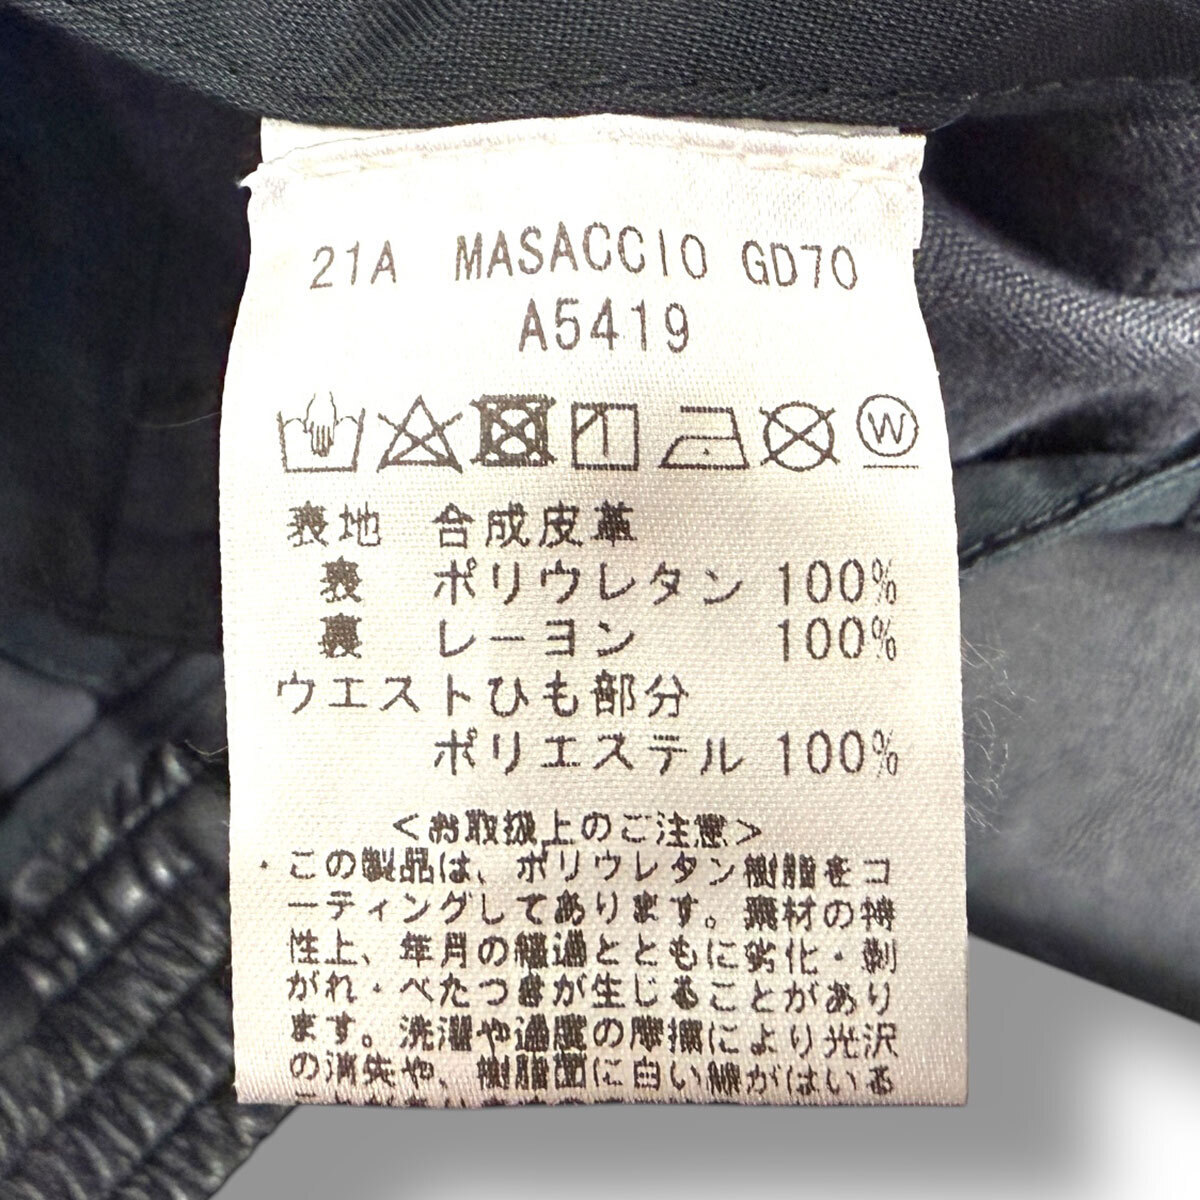 21A MASACCIO GD70
A5419
W
表地 合成皮革
表 ポリウレタン 100%
裏 レーヨン 100%
ウエストひも部分
ポリエステル 100%
<お取扱上のご注意>
・この製品は、ポリウレタン樹脂をコ
ーティングしてあります。素材の特
性上、年月の経過とともに劣化・剥
がれ・べたつきが生じることがあり
ます。洗濯や過度の摩擦により光沢
の消失や、樹脂面に白い線がはいる